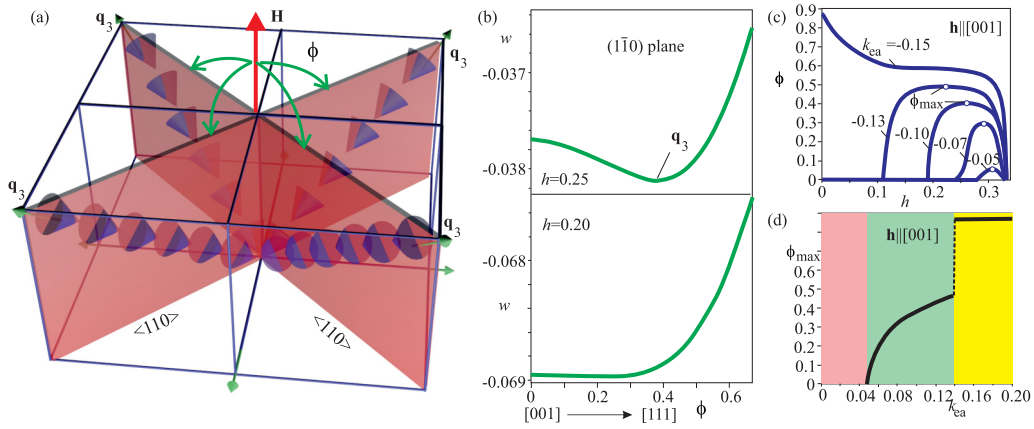 (a)
q3
H
ϕ
q3
q3
q3
<110>
<110>
(b)
w
(11̄0) plane
-0.037
q3
-0.038
h=0.25
h=0.20
-0.068
w
-0.069
0 0.2 0.4 0.6
[001] [111] ϕ
(c)
0.9
h||[001]
0.8
kea =-0.15
0.7
ϕ 0.6
0.5
0.4
ϕmax
0.3
0.2
-0.13
-0.10
-0.07
-0.05
0.1
0
0 0.1 0.2 0.3
h
(d)
h||[001]
ϕmax
0.5
0.4
0.3
0.2
0.1
0
0 0.04 0.08 0.12 0.16 0.20
kea